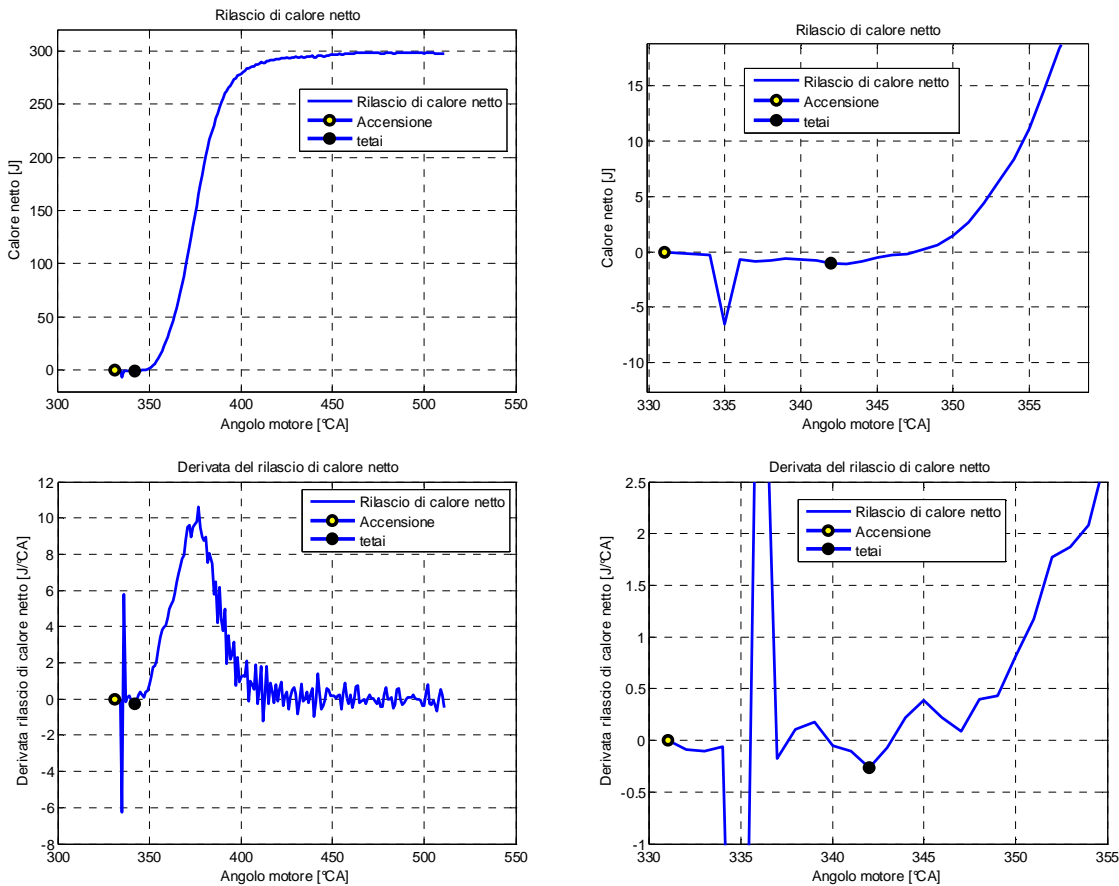 Rilascio di calore netto
300
250
200
150
100
50
0
Calore netto [J]
Rilascio di calore netto
Accensione
tetai
300 350 400 450 500 550
Angolo motore [°CA]
Rilascio di calore netto
15
10
5
0
-5
-10
Calore netto [J]
Rilascio di calore netto
Accensione
tetai
330 335 340 345 350 355
Angolo motore [°CA]
Derivata del rilascio di calore netto
12
10
8
6
4
2
0
-2
-4
-6
-8
Derivata rilascio di calore netto [J/°CA]
Rilascio di calore netto
Accensione
tetai
300 350 400 450 500 550
Angolo motore [°CA]
Derivata del rilascio di calore netto
2.5
2
1.5
1
0.5
0
-0.5
-1
Derivata rilascio di calore netto [J/°CA]
Rilascio di calore netto
Accensione
tetai
330 335 340 345 350 355
Angolo motore [°CA]